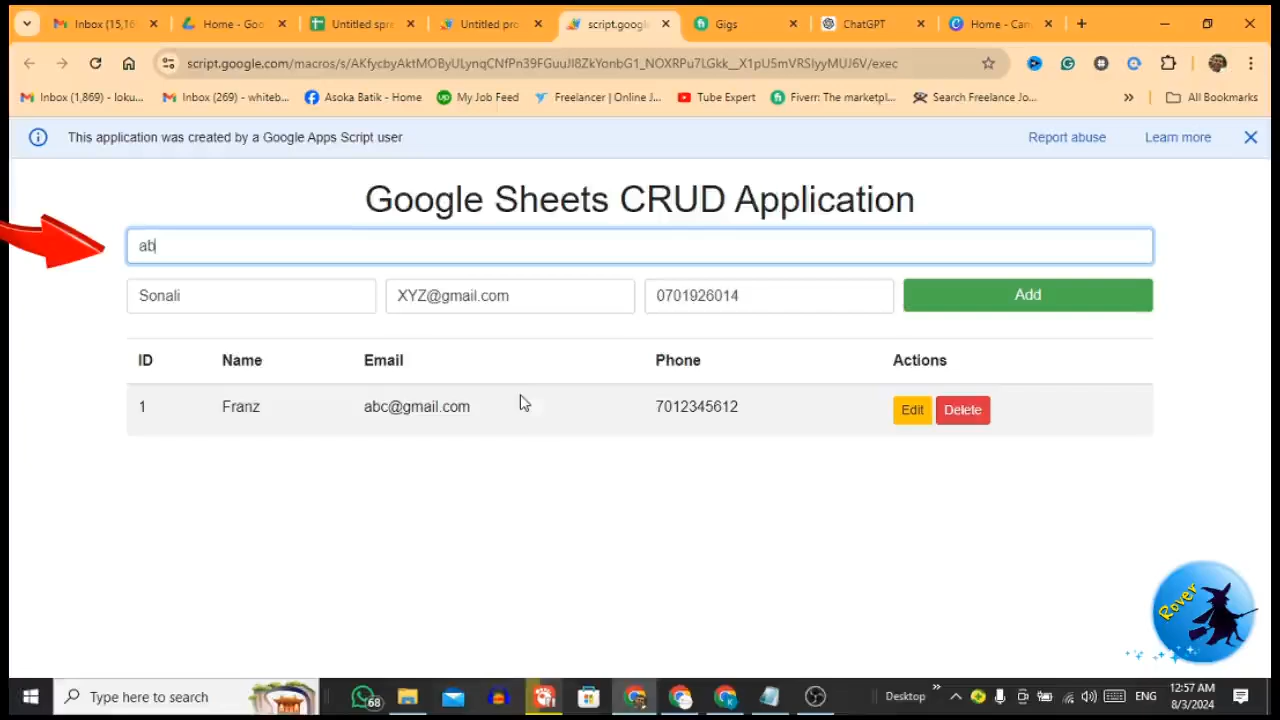 Inbox (15,16
Home - Goo
Untitled spre
Untitled pro
script.google
Gigs
ChatGPT
Home - Can
script.google.com/macros/s/AKfycbyAktMOByULynqCNfPn39FGuuJl8ZkYonbG1_NOXRPu7LGkk__X1pU5mVRSlyyMUJ6V/exec
Inbox (1,869) - loku...
Inbox (269) - whiteb...
Asoka Batik - Home
My Job Feed
Freelancer | Online J...
Tube Expert
Fiverr: The marketpl...
Search Freelance Jo...
»
All Bookmarks
This application was created by a Google Apps Script user
Report abuse
Learn more
Google Sheets CRUD Application
ab
Sonali
XYZ@gmail.com
0701926014
Add
ID Name Email Phone Actions
1 Franz abc@gmail.com 7012345612 Edit Delete
Rover
Type here to search
68
Desktop
»
ENG
12:57 AM
8/3/2024